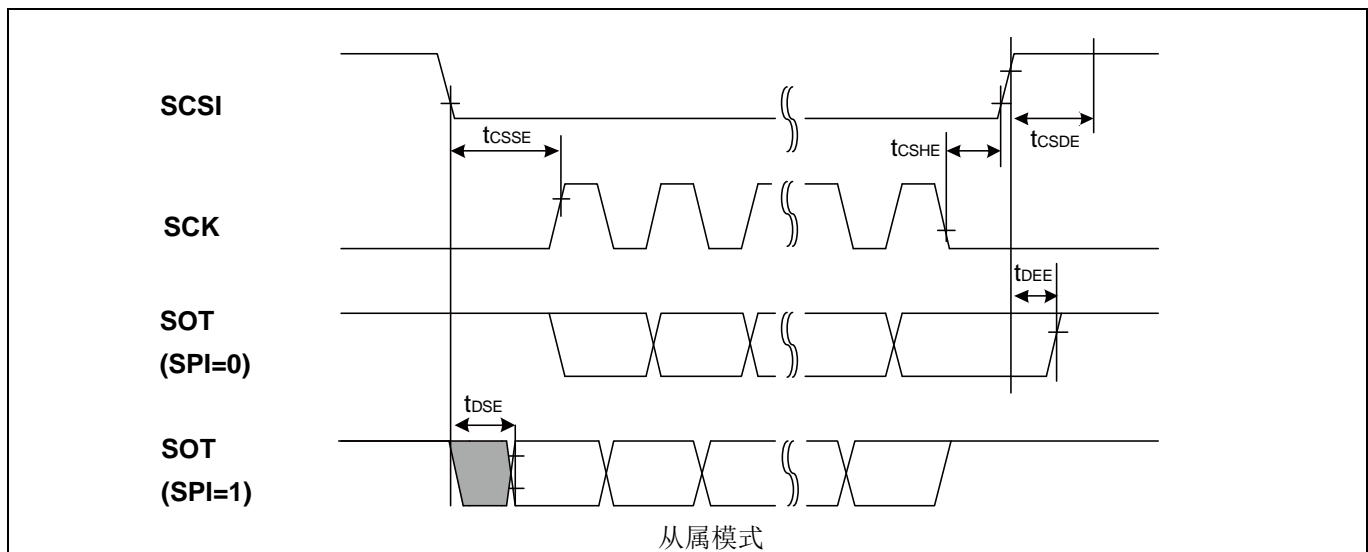 SCSI
tCSSE
tCSHE
tCSDE
SCK
tDEE
SOT
(SPI=0)
tDSE
SOT
(SPI=1)
从属模式